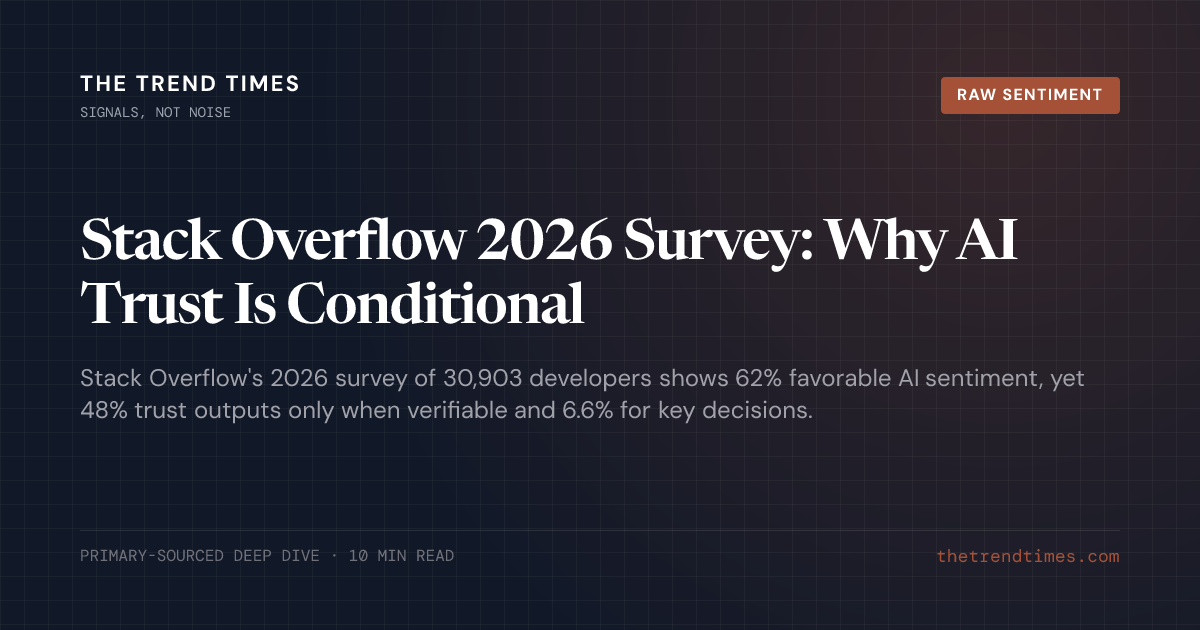 THE TREND TIMES
SIGNALS, NOT NOISE
RAW SENTIMENT
Stack Overflow 2026 Survey: Why AI
Trust Is Conditional
Stack Overflow's 2026 survey of 30,903 developers shows 62% favorable AI sentiment, yet
48% trust outputs only when verifiable and 6.6% for key decisions.
PRIMARY-SOURCED DEEP DIVE · 10 MIN READ
thetrendtimes.com